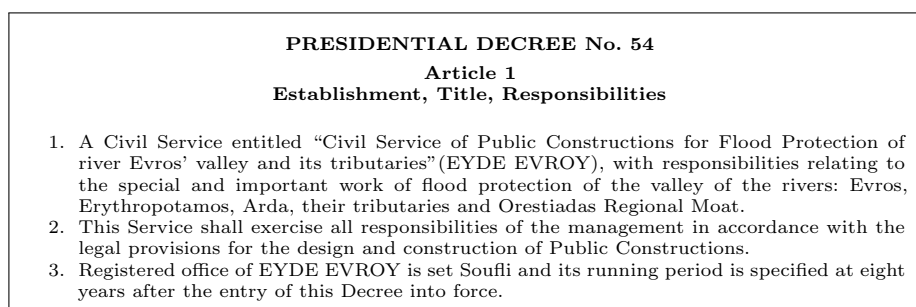 PRESIDENTIAL DECREE No. 54
Article 1
Establishment, Title, Responsibilities
1. A Civil Service entitled “Civil Service of Public Constructions for Flood Protection of
river Evros’ valley and its tributaries”(EYDE EVROY), with responsibilities relating to
the special and important work of flood protection of the valley of the rivers: Evros,
Erythropotamos, Arda, their tributaries and Orestiadas Regional Moat.
2. This Service shall exercise all responsibilities of the management in accordance with the
legal provisions for the design and construction of Public Constructions.
3. Registered office of EYDE EVROY is set Soufli and its running period is specified at eight
years after the entry of this Decree into force.